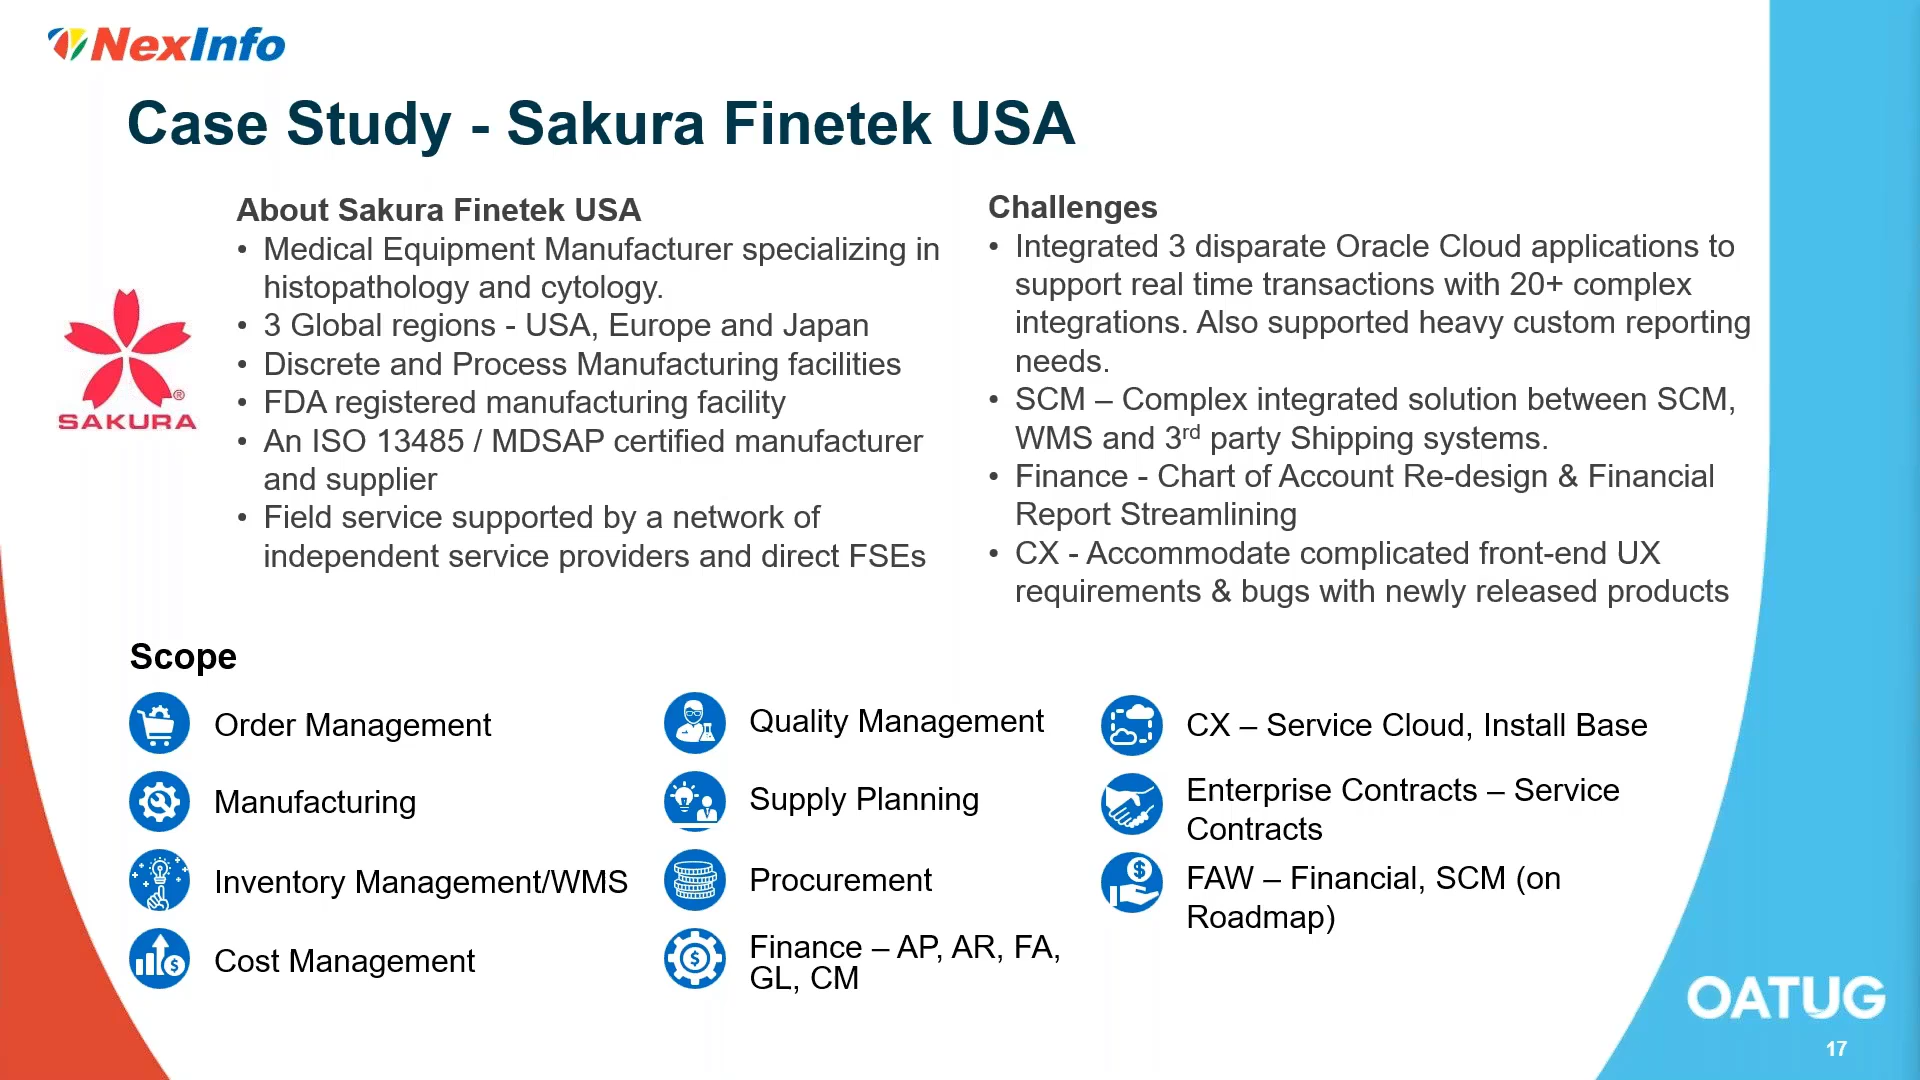 NexInfo
Case Study - Sakura Finetek USA
About Sakura Finetek USA
• Medical Equipment Manufacturer specializing in
histopathology and cytology.
• 3 Global regions - USA, Europe and Japan
• Discrete and Process Manufacturing facilities
• FDA registered manufacturing facility
• An ISO 13485 / MDSAP certified manufacturer
and supplier
• Field service supported by a network of
independent service providers and direct FSEs
®
SAKURA
Challenges
• Integrated 3 disparate Oracle Cloud applications to
support real time transactions with 20+ complex
integrations. Also supported heavy custom reporting
needs.
• SCM – Complex integrated solution between SCM,
WMS and 3rd party Shipping systems.
• Finance - Chart of Account Re-design & Financial
Report Streamlining
• CX - Accommodate complicated front-end UX
requirements & bugs with newly released products
Scope
Order Management
Manufacturing
Inventory Management/WMS
Cost Management
Quality Management
Supply Planning
Procurement
Finance – AP, AR, FA,
GL, CM
CX – Service Cloud, Install Base
Enterprise Contracts – Service
Contracts
FAW – Financial, SCM (on
Roadmap)
OATUG
17